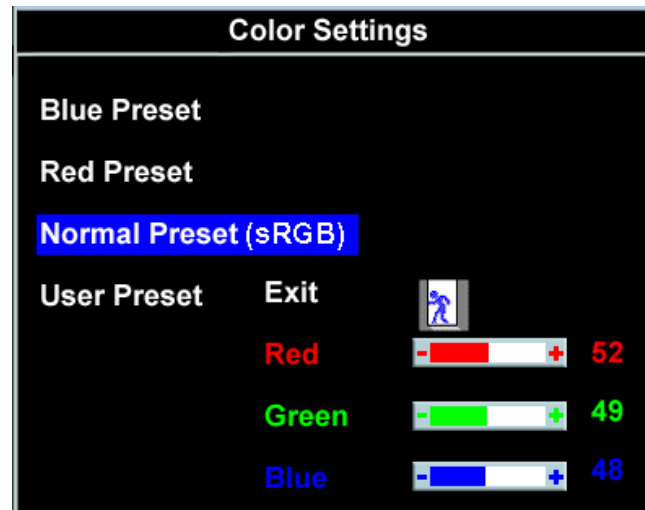 Color Settings
Blue Preset
Red Preset
Normal Preset (sRGB)
User Preset Exit
Red - + 52
Green - + 49
Blue - + 48